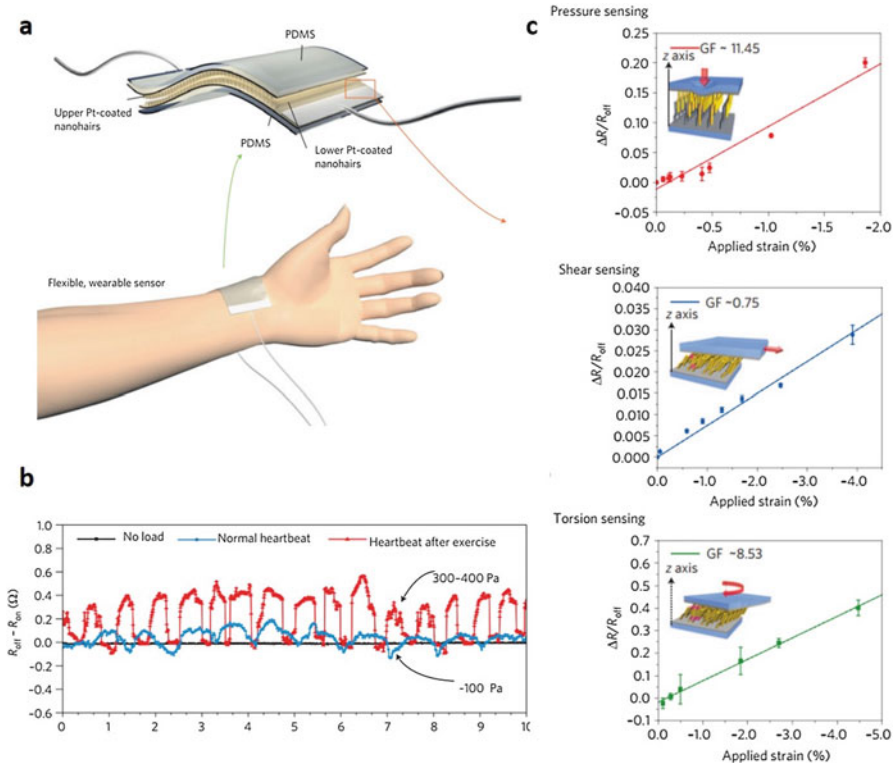 a
PDMS
Upper Pt-coated
nanohairs
PDMS
Lower Pt-coated
nanohairs
Flexible, wearable sensor
b
No load
Normal heartbeat
Heartbeat after exercise
300–400 Pa
-100 Pa
R_off – R_on (Ω)
1.0
0.8
0.6
0.4
0.2
0.0
-0.2
-0.4
-0.6
0 1 2 3 4 5 6 7 8 9 10
c
Pressure sensing
GF ~ 11.45
z axis
ΔR/R_off
0.20
0.15
0.10
0.05
0.00
-0.05
0.0 -0.5 -1.0 -1.5 -2.0
Applied strain (%)
Shear sensing
GF ~0.75
z axis
ΔR/R_off
0.040
0.035
0.030
0.025
0.020
0.015
0.010
0.005
0.000
0.0 -1.0 -2.0 -3.0 -4.0
Applied strain (%)
Torsion sensing
GF ~8.53
z axis
ΔR/R_off
0.7
0.6
0.5
0.4
0.3
0.2
0.1
0.0
-0.1
0.0 -1.0 -2.0 -3.0 -4.0 -5.0
Applied strain (%)